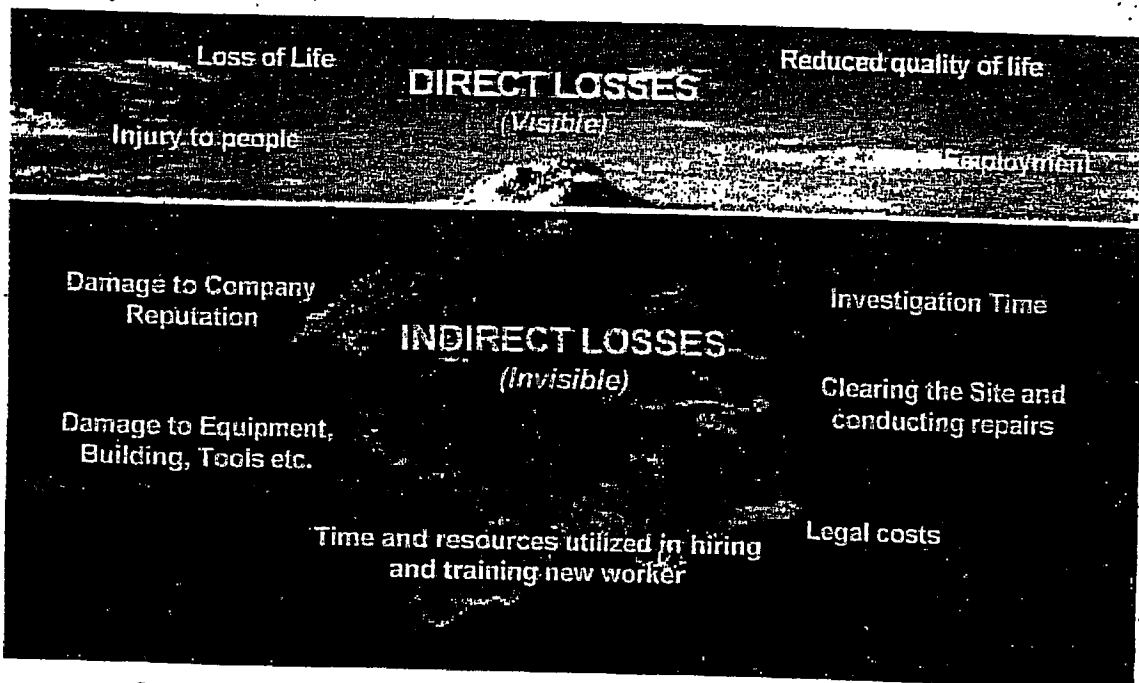 Loss of Life
DIRECT LOSSES
(Visible)
Reduced quality of life
Injury to people
Employment
Damage to Company
Reputation
INDIRECT LOSSES
(Invisible)
Investigation Time
Clearing the Site and
conducting repairs
Damage to Equipment,
Building, Tools etc.
Time and resources utilized in hiring
and training new worker
Legal costs